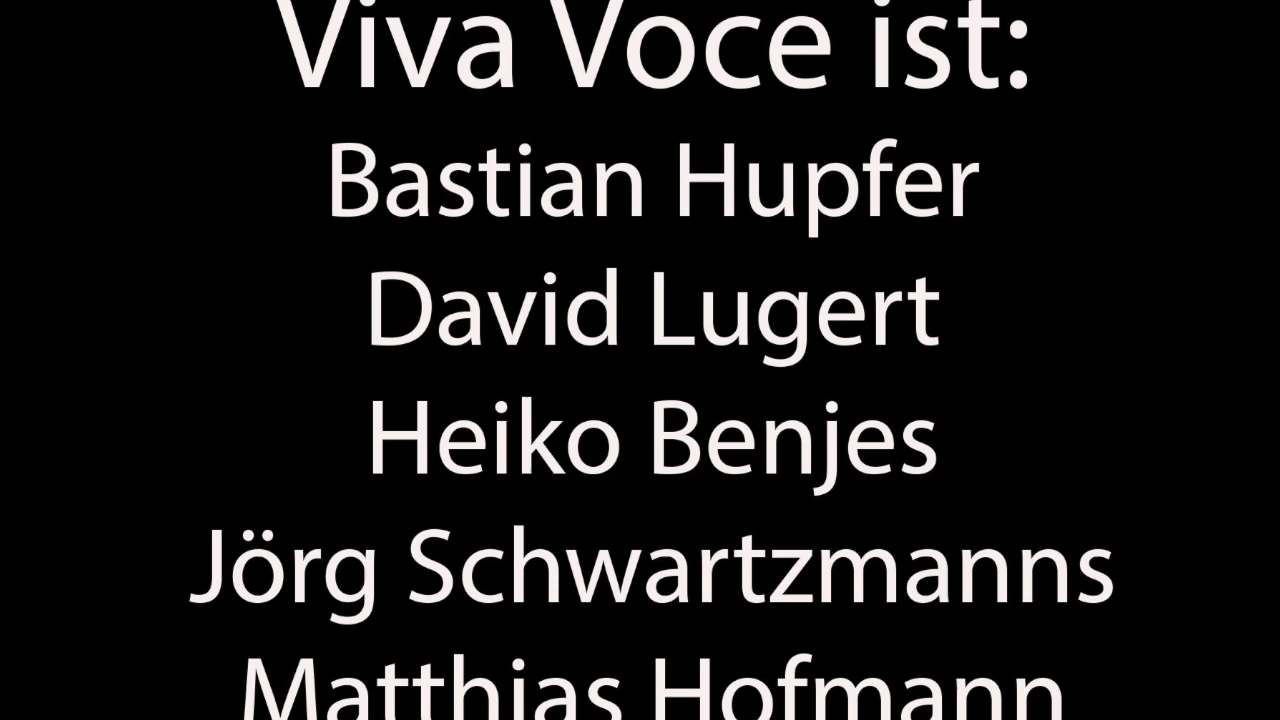 Viva Voce ist:
Bastian Hupfer
David Lugert
Heiko Benjes
Jörg Schwartzmanns
Matthias Hofmann